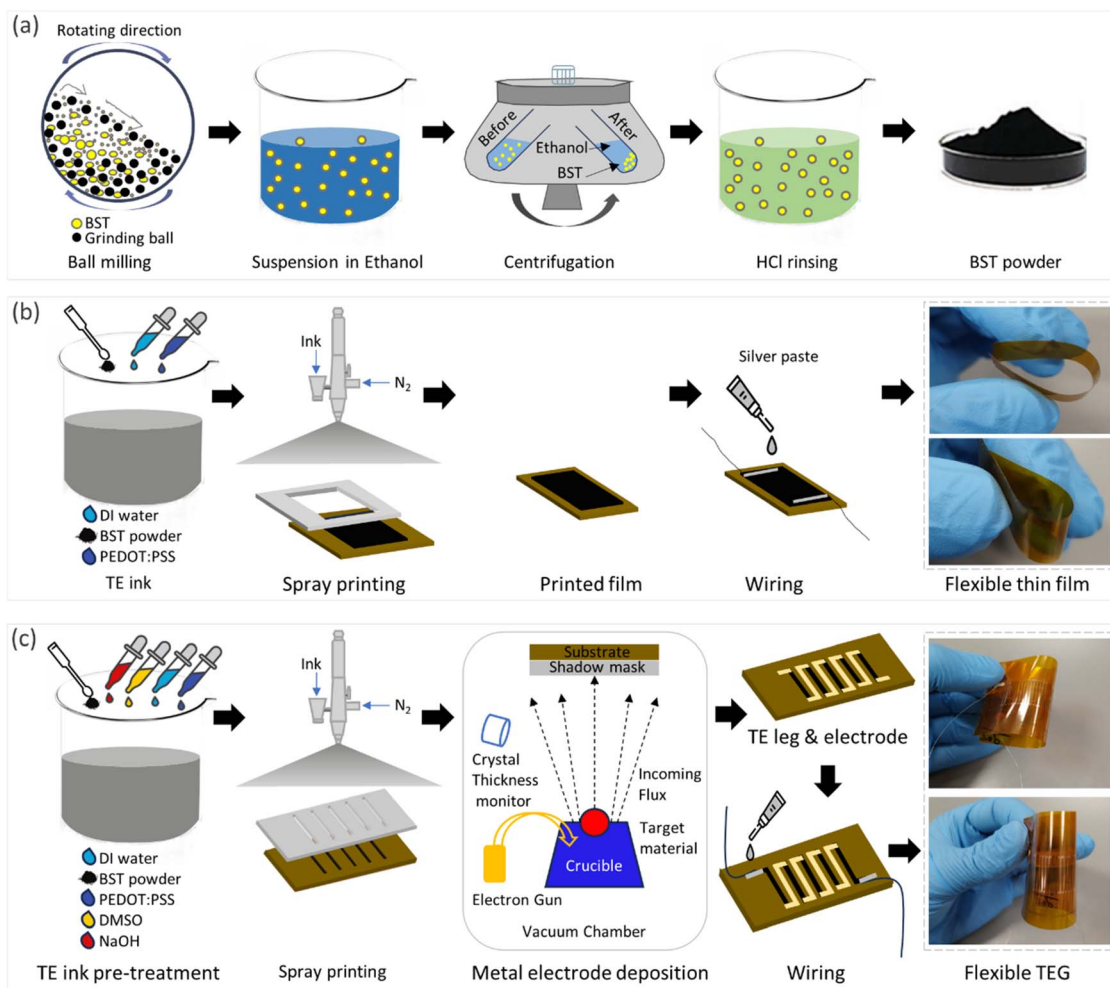 (a)
Rotating direction
BST
Grinding ball
Ball milling
Suspension in Ethanol
Before
After
Ethanol
BST
Centrifugation
HCl rinsing
BST powder
(b)
DI water
BST powder
PEDOT:PSS
TE ink
Ink
N2
Spray printing
Printed film
Silver paste
Wiring
Flexible thin film
(c)
DI water
BST powder
PEDOT:PSS
DMSO
NaOH
TE ink pre-treatment
Ink
N2
Spray printing
Substrate
Shadow mask
Crystal
Thickness
monitor
Incoming
Flux
Target
material
Crucible
Electron Gun
Vacuum Chamber
Metal electrode deposition
TE leg & electrode
Wiring
Flexible TEG